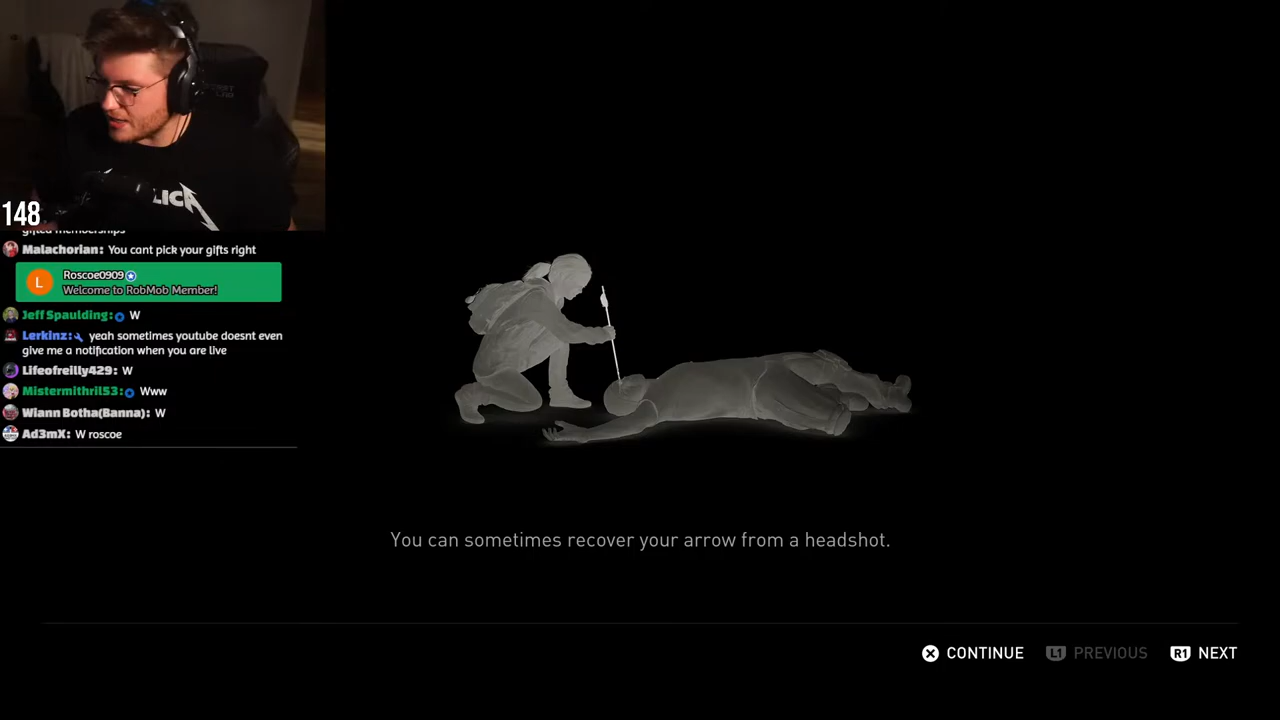 148
gifted memberships
Malachorian: You cant pick your gifts right
L
Roscoe0909
Welcome to RobMob Member!
Jeff Spaulding: W
Lerkinz: yeah sometimes youtube doesnt even
give me a notification when you are live
Lifeofreilly429: W
Mistermithril53: Www
Wiann Botha(Banna): W
Ad3mX: W roscoe
You can sometimes recover your arrow from a headshot.
CONTINUE L1 PREVIOUS R1 NEXT